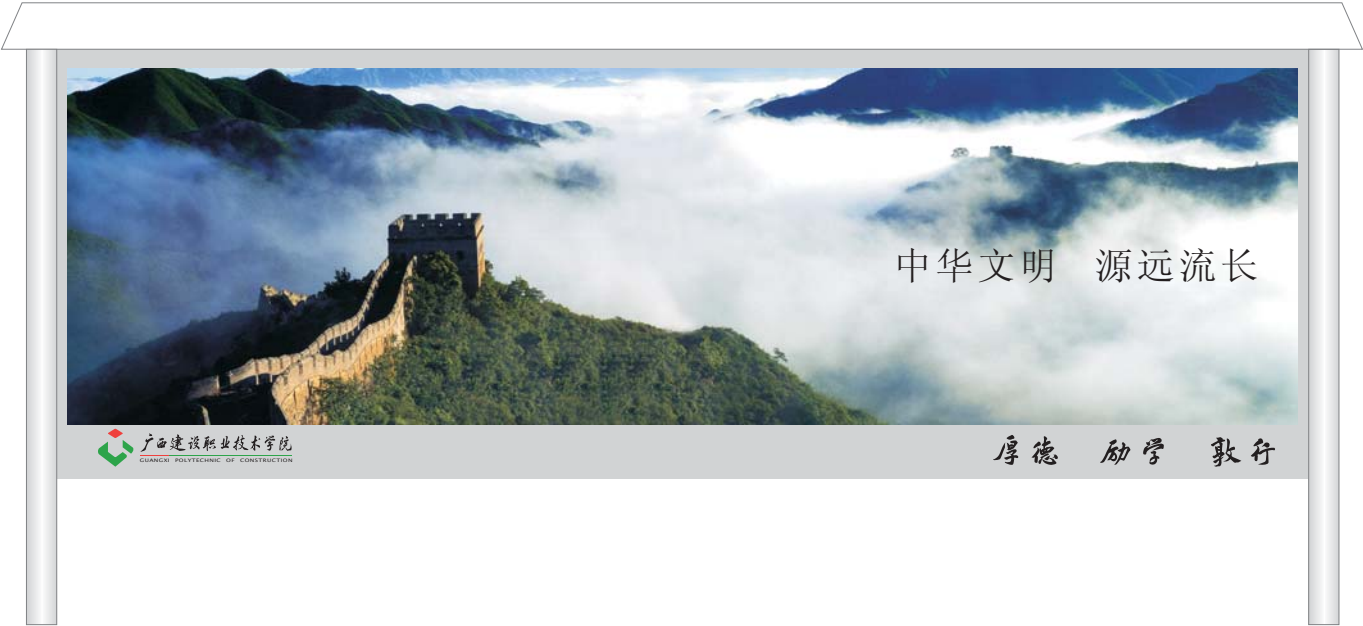 中华文明 源远流长
广西建设职业技术学院
GUANGXI POLYTECHNIC OF CONSTRUCTION
厚德 励学 敦行